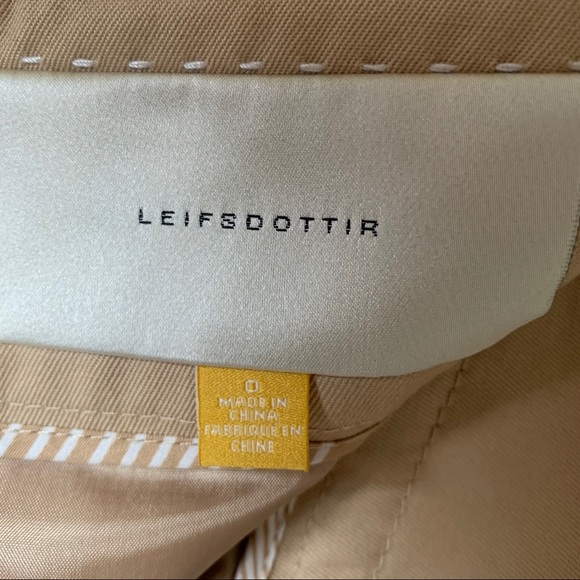 LEIFSDOTTIR
0
MADE IN
CHINA
FABRIQUE EN
CHINE